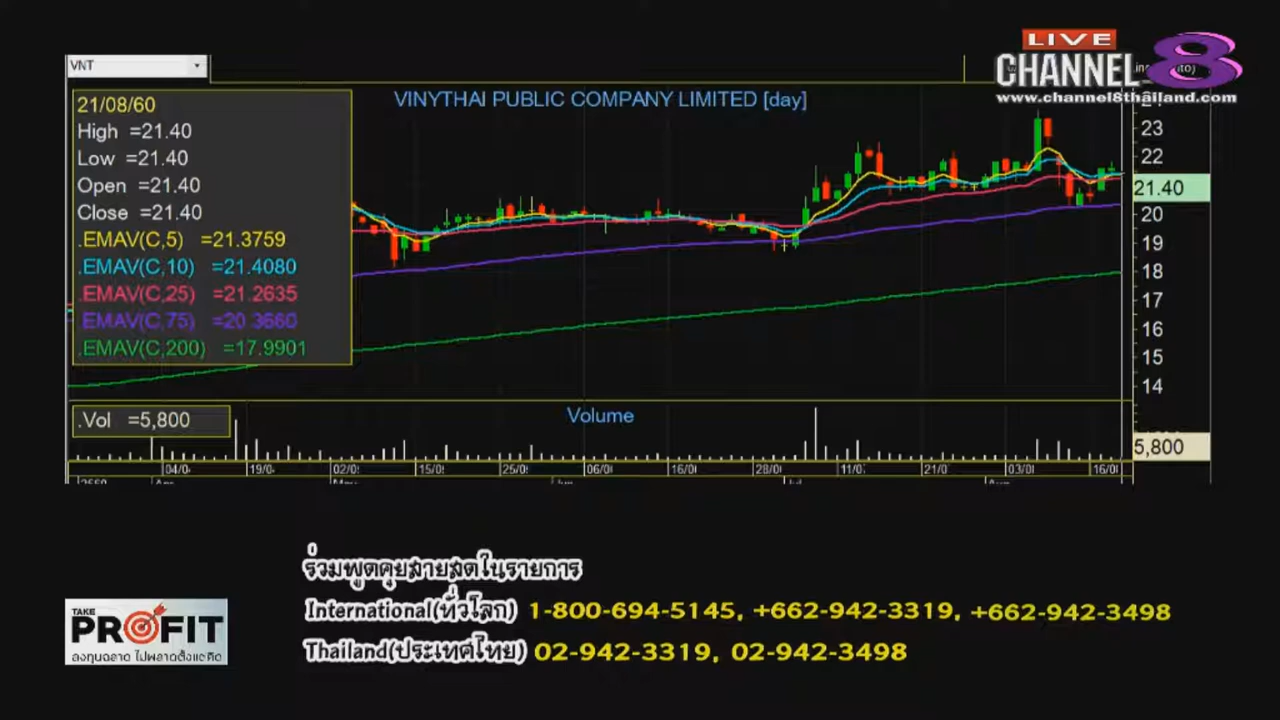 LIVE
CHANNEL 8
www.channel8thailand.com
VNT
VINYTHAI PUBLIC COMPANY LIMITED [day]
21/08/60
High =21.40
Low =21.40
Open =21.40
Close =21.40
.EMAV(C,5) =21.3759
.EMAV(C,10) =21.4080
.EMAV(C,25) =21.2635
.EMAV(C,75) =20.3660
.EMAV(C,200) =17.9901
23
22
21.40
20
19
18
17
16
15
14
.Vol =5,800
Volume
5,800
04/0 19/0 02/0 15/0 25/0 06/0 16/0 28/0 11/0 21/ 03/0 16/0
ร่วมพูดคุยสายสดในรายการ
International(ทั่วโลก) 1-800-694-5145, +662-942-3319, +662-942-3498
Thailand(ประเทศไทย) 02-942-3319, 02-942-3498
TAKE
PROFIT
ลงทุนฉลาด ไม่พลาดตั้งแต่คิด